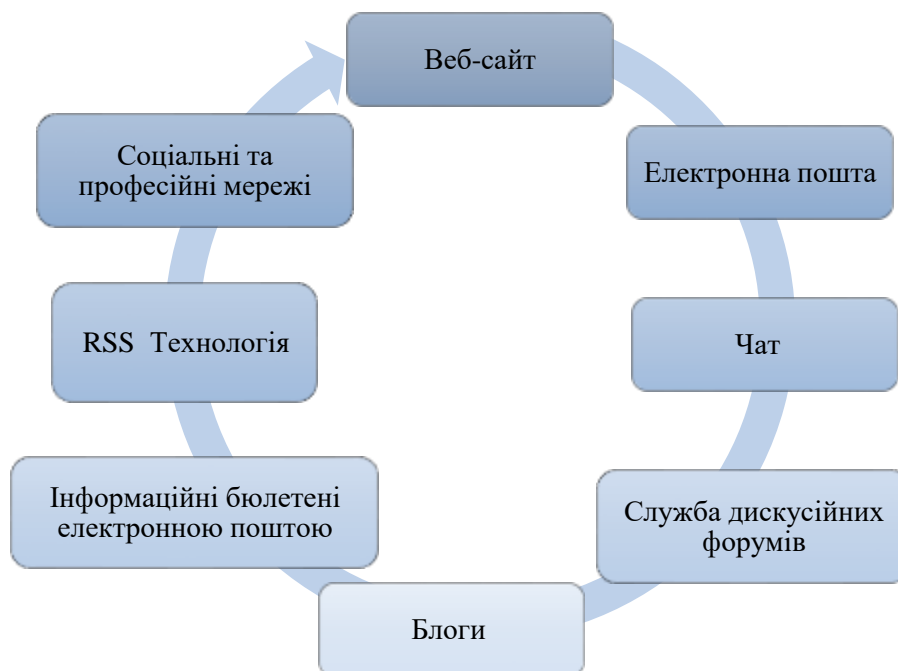 Веб-сайт
Електронна пошта
Чат
Служба дискусійних
форумів
Блоги
Інформаційні бюлетені
електронною поштою
RSS Технологія
Соціальні та
професійні мережі